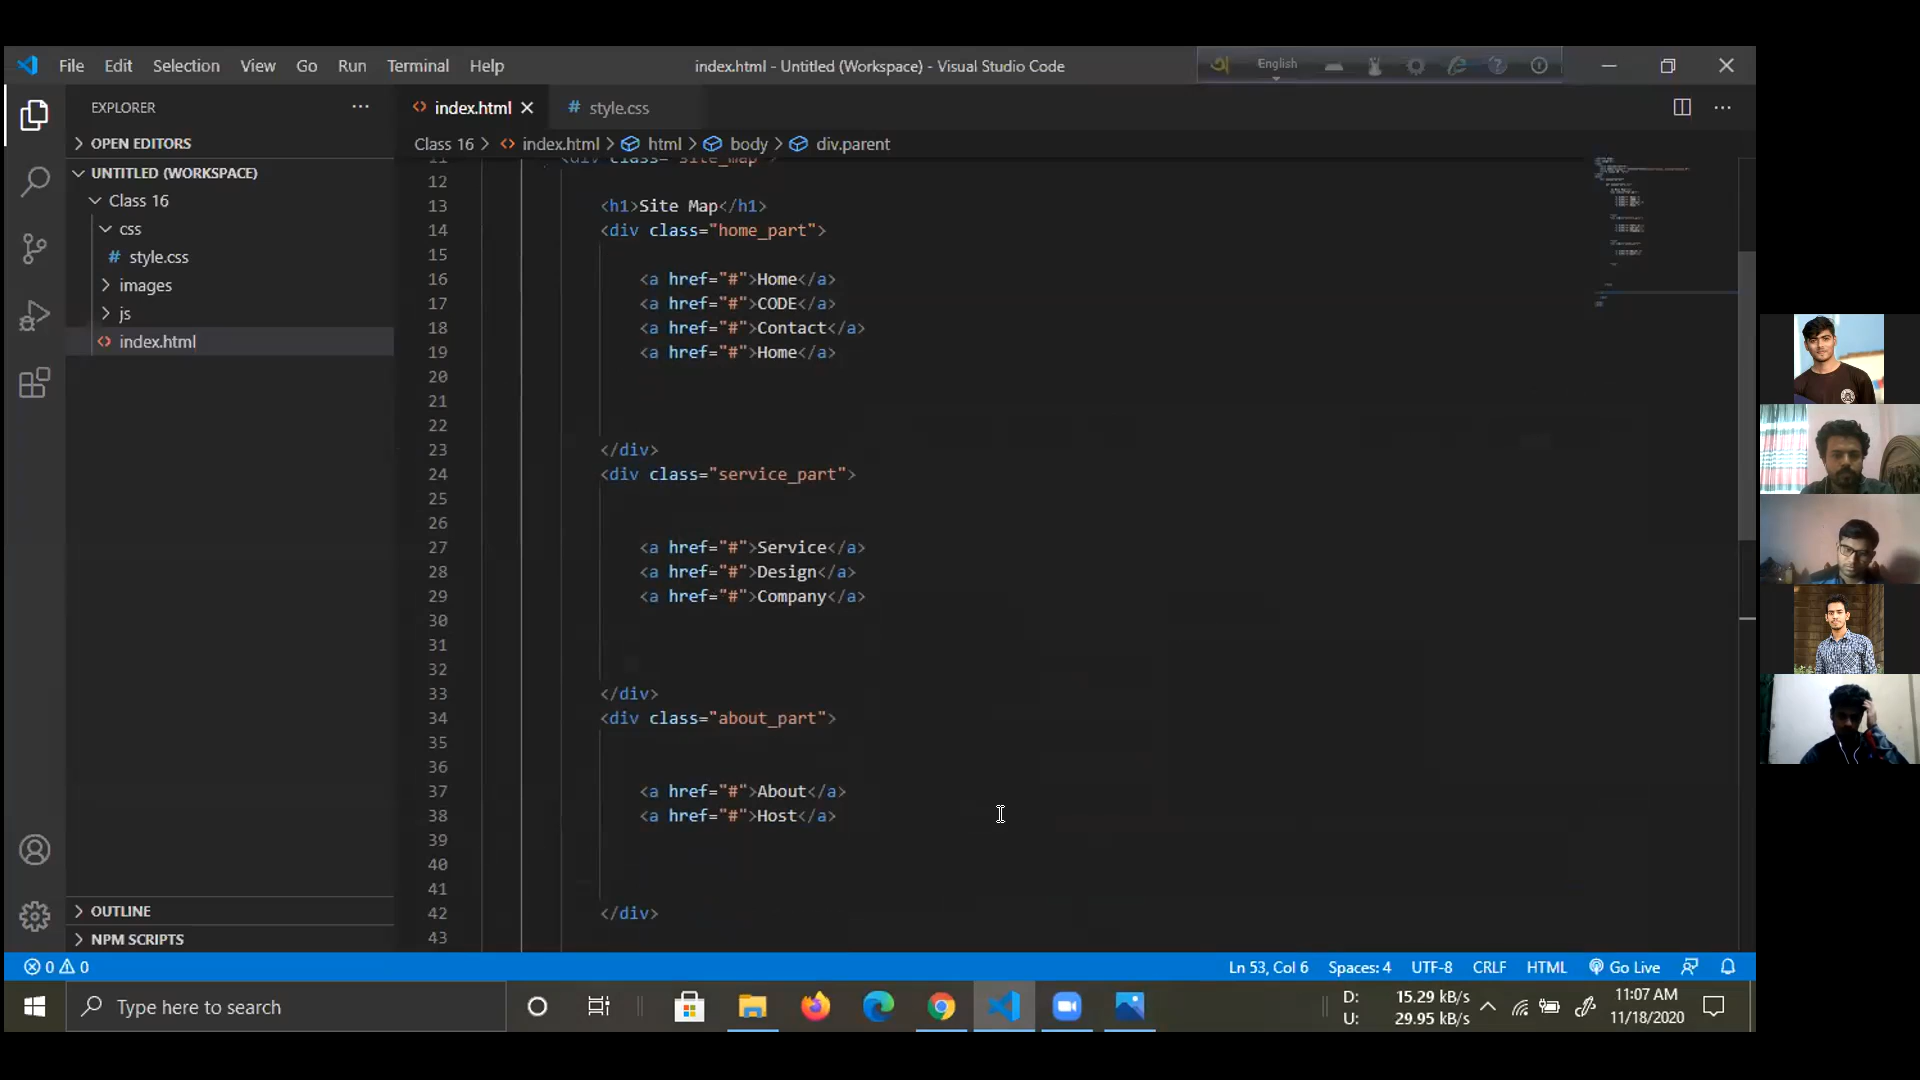 File Edit Selection View Go Run Terminal Help
index.html - Untitled (Workspace) - Visual Studio Code
English
EXPLORER
index.html
style.css
OPEN EDITORS
Class 16 > index.html > html > body > div.parent
UNTITLED (WORKSPACE)
Class 16
css
style.css
images
js
index.html
11 <div class="site_map">
12
13 <h1>Site Map</h1>
14 <div class="home_part">
15
16 <a href="#">Home</a>
17 <a href="#">CODE</a>
18 <a href="#">Contact</a>
19 <a href="#">Home</a>
20
21
22
23 </div>
24 <div class="service_part">
25
26
27 <a href="#">Service</a>
28 <a href="#">Design</a>
29 <a href="#">Company</a>
30
31
32
33 </div>
34 <div class="about_part">
35
36
37 <a href="#">About</a>
38 <a href="#">Host</a>
39
40
41
42 </div>
43
OUTLINE
NPM SCRIPTS
0 0
Ln 53, Col 6 Spaces: 4 UTF-8 CRLF HTML Go Live
Type here to search
D: 15.29 kB/s
U: 29.95 kB/s
11:07 AM
11/18/2020